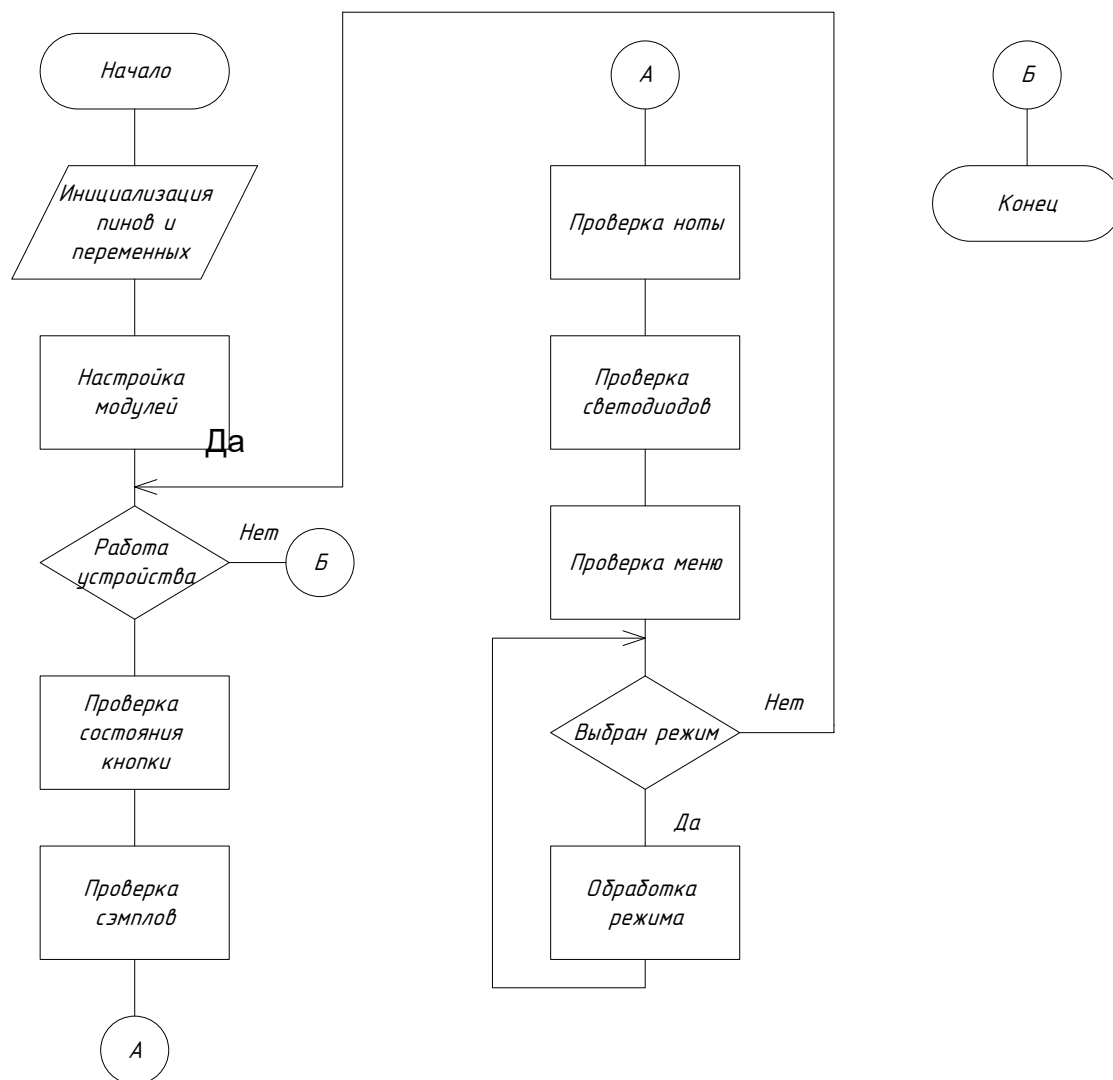 Начало
Инициализация
пинов и
переменных
Настройка
модулей
Да
Работа
устройства
Нет
Б
Проверка
состояния
кнопки
Проверка
сэмплов
А
А
Проверка ноты
Проверка
светодиодов
Проверка меню
Выбран режим
Нет
Да
Обработка
режима
Б
Конец